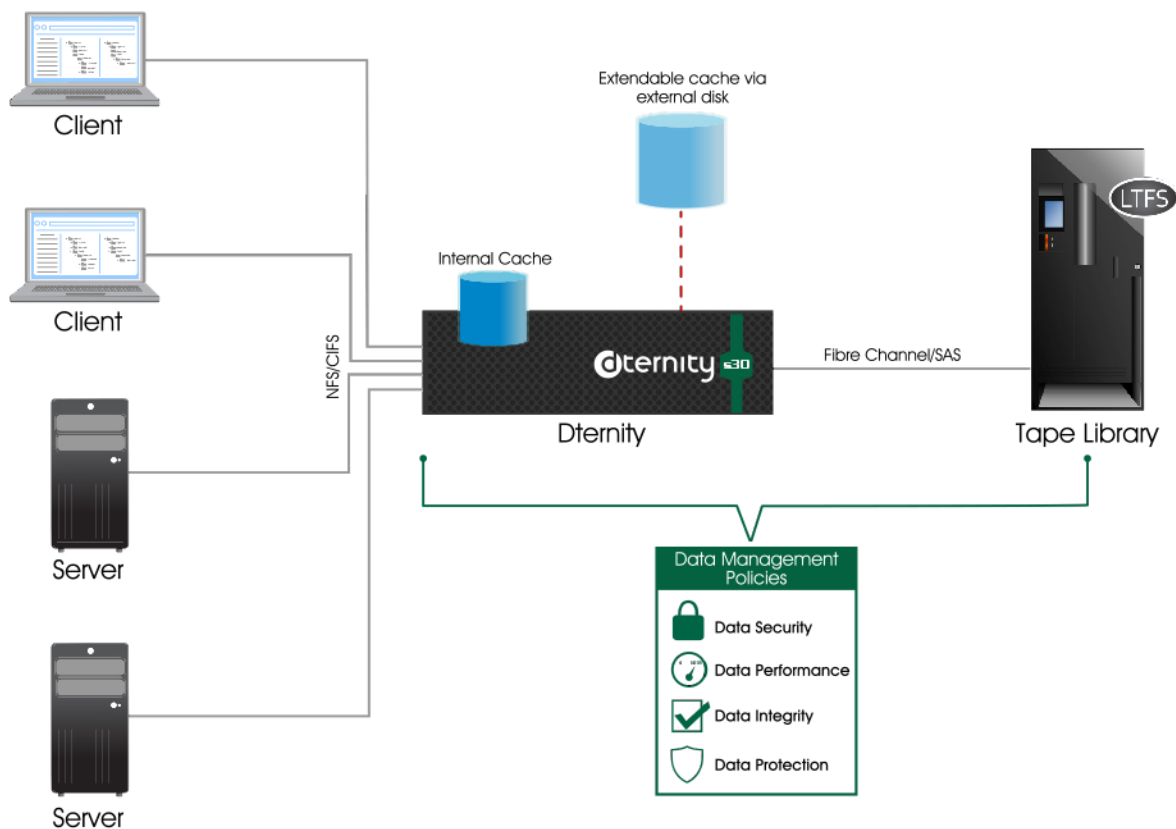 Client
Client
Server
Server
NFS/CIFS
Internal Cache
Extendable cache via
external disk
dternity s30
Dternity
Fibre Channel/SAS
LTFS
Tape Library
Data Management
Policies
Data Security
Data Performance
Data Integrity
Data Protection